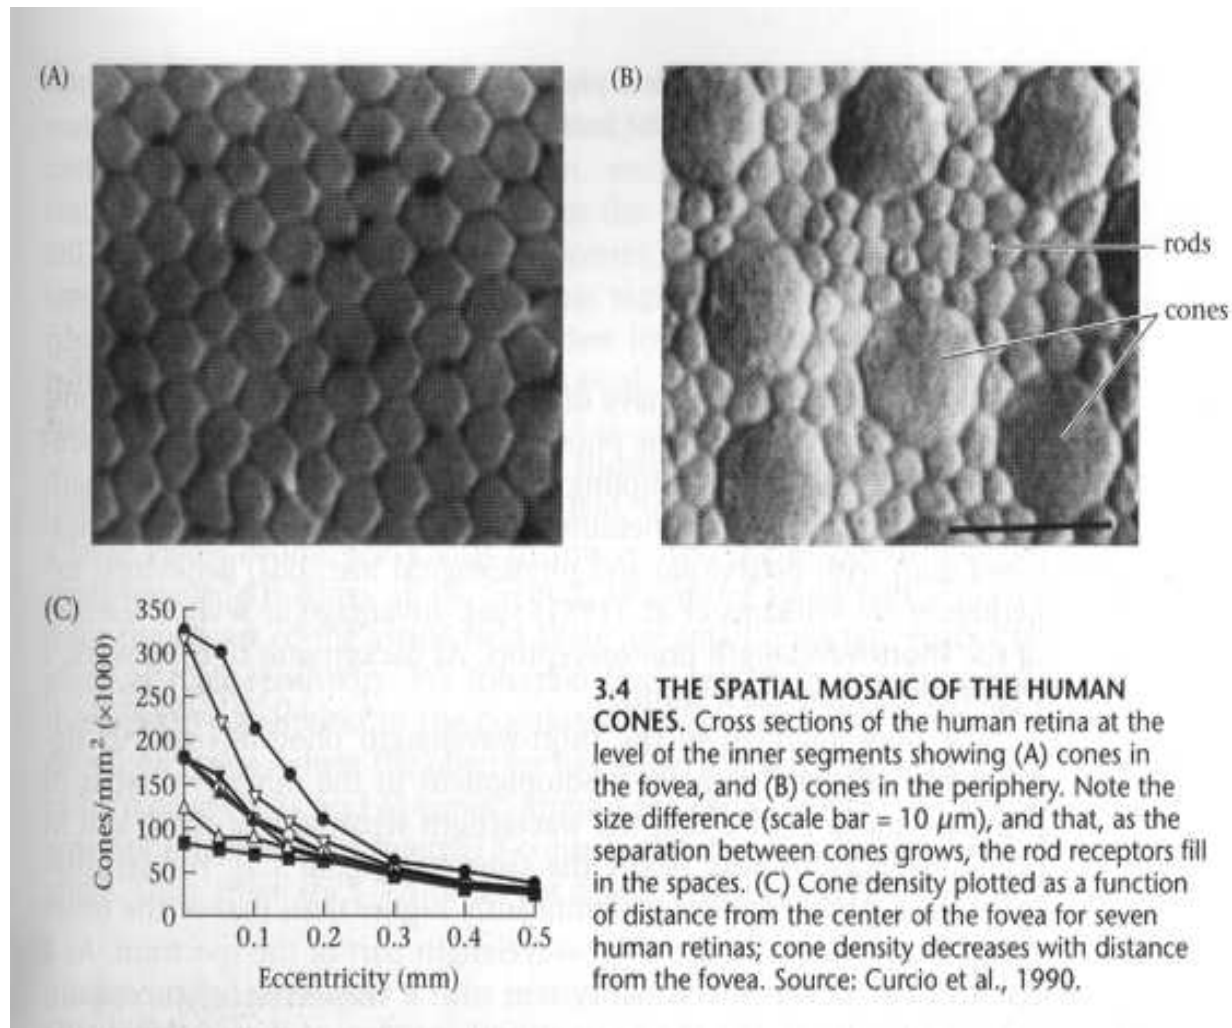 (A)
(B)
rods
cones
(C)
350
300
250
200
150
100
50
0
Cones/mm² (×1000)
0.1 0.2 0.3 0.4 0.5
Eccentricity (mm)
3.4 THE SPATIAL MOSAIC OF THE HUMAN
CONES. Cross sections of the human retina at the
level of the inner segments showing (A) cones in
the fovea, and (B) cones in the periphery. Note the
size difference (scale bar = 10 μm), and that, as the
separation between cones grows, the rod receptors fill
in the spaces. (C) Cone density plotted as a function
of distance from the center of the fovea for seven
human retinas; cone density decreases with distance
from the fovea. Source: Curcio et al., 1990.